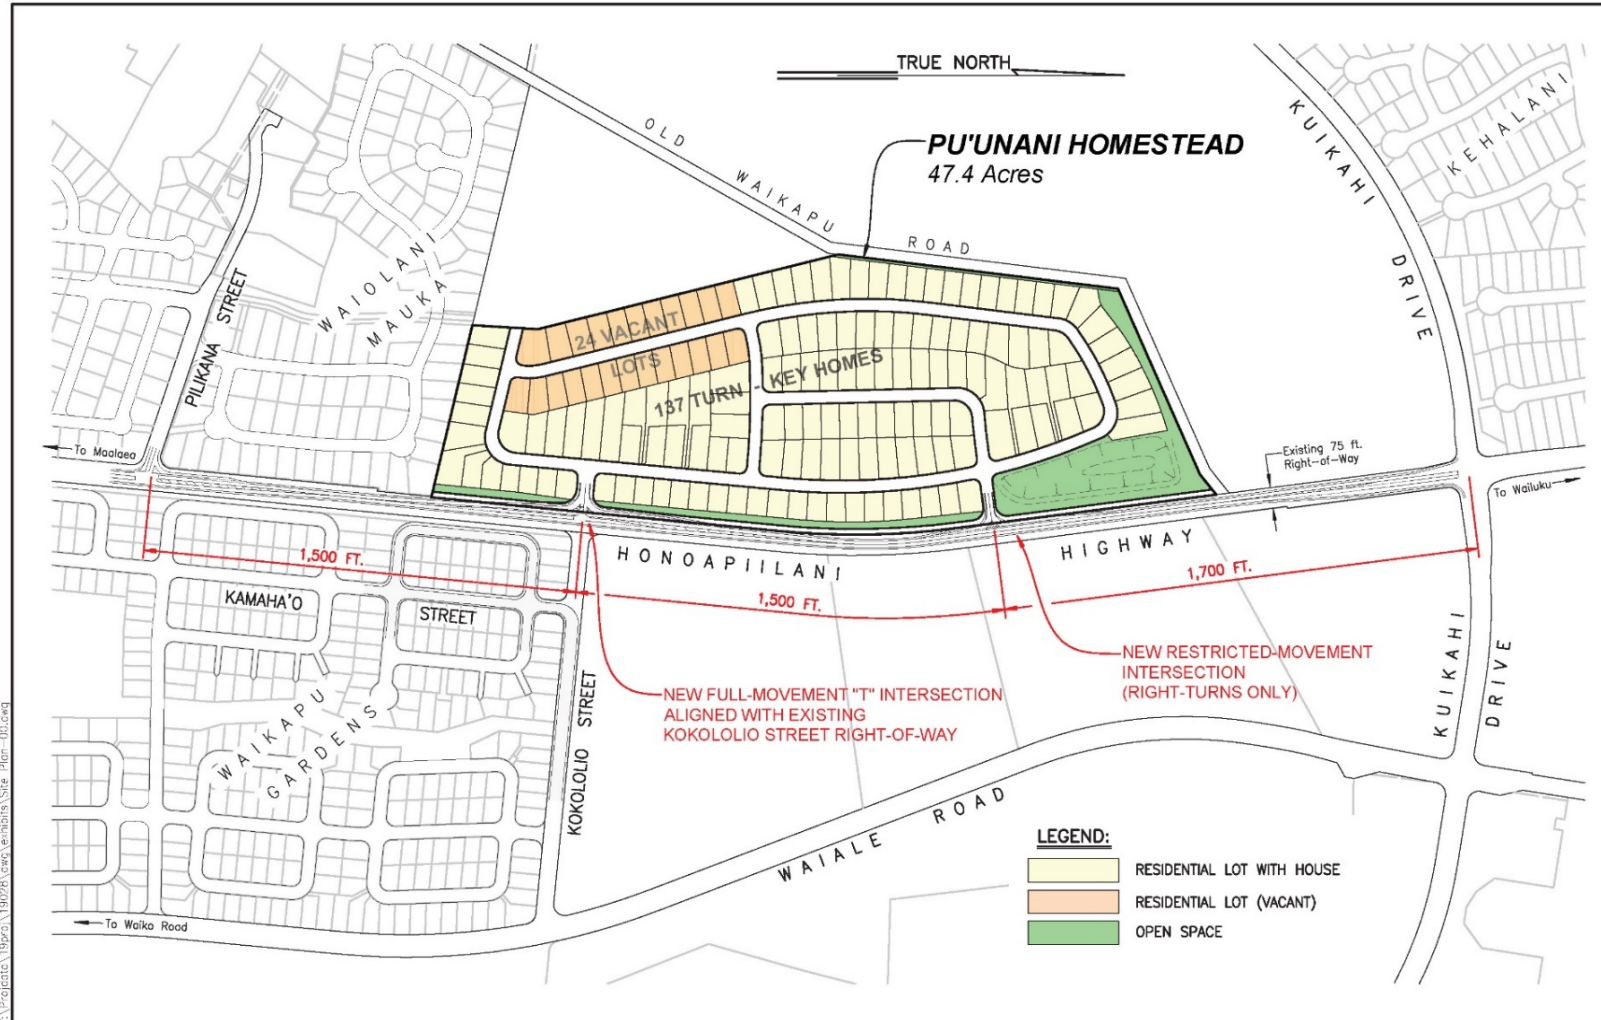 TRUE NORTH
PU'UNANI HOMESTEAD
47.4 Acres
OLD WAIKAPU ROAD
KUIKAHI DRIVE
KEHALANI
PILIKANA STREET
WAIOLANI
MAUKA
24 VACANT
LOTS
137 TURN - KEY HOMES
To Maalaea
Existing 75 ft.
Right-of-Way
To Wailuku
HONOAPIILANI HIGHWAY
1,500 FT.
1,500 FT.
1,700 FT.
KAMAHA'O STREET
NEW FULL-MOVEMENT "T" INTERSECTION
ALIGNED WITH EXISTING
KOKOLOLIO STREET RIGHT-OF-WAY
NEW RESTRICTED-MOVEMENT
INTERSECTION
(RIGHT-TURNS ONLY)
WAIKAPU
GARDENS
KOKOLOLIO STREET
KUIKAHI
DRIVE
WAIALE ROAD
To Waiko Road
LEGEND:
RESIDENTIAL LOT WITH HOUSE
RESIDENTIAL LOT (VACANT)
OPEN SPACE